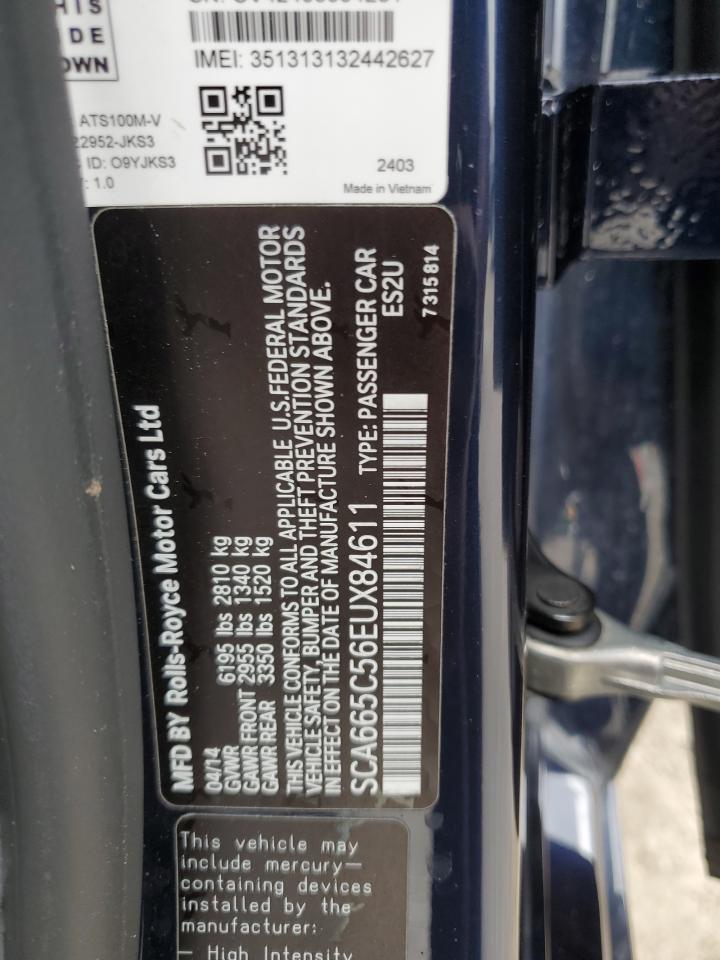 HIS
IDE
OWN
IMEI: 351313132442627
ATS100M-V
22952-JKS3
ID: O9YJKS3
: 1.0
2403
Made in Vietnam
MFD BY Rolls-Royce Motor Cars Ltd
04/14
GVWR 6195 lbs 2810 kg
GAWR FRONT 2955 lbs 1340 kg
GAWR REAR 3350 lbs 1520 kg
THIS VEHICLE CONFORMS TO ALL APPLICABLE U.S.FEDERAL MOTOR
VEHICLE SAFETY, BUMPER AND THEFT PREVENTION STANDARDS
IN EFFECT ON THE DATE OF MANUFACTURE SHOWN ABOVE.
SCA665C56EUX84611 TYPE: PASSENGER CAR
ES2U
7315814
This vehicle may
include mercury-
containing devices
installed by the
manufacturer:
- High Intensity